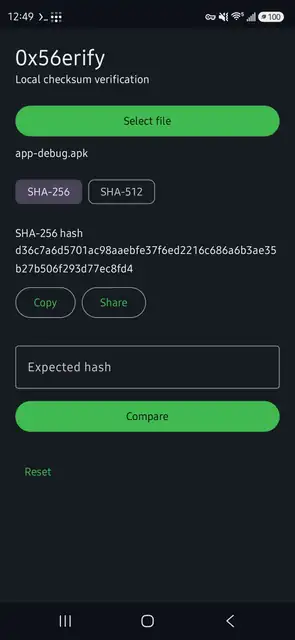 12:49
100
0x56erify
Local checksum verification
Select file
app-debug.apk
SHA-256 SHA-512
SHA-256 hash
d36c7a6d5701ac98aaebfe37f6ed2216c686a6b3ae35
b27b506f293d77ec8fd4
Copy Share
Expected hash
Compare
Reset